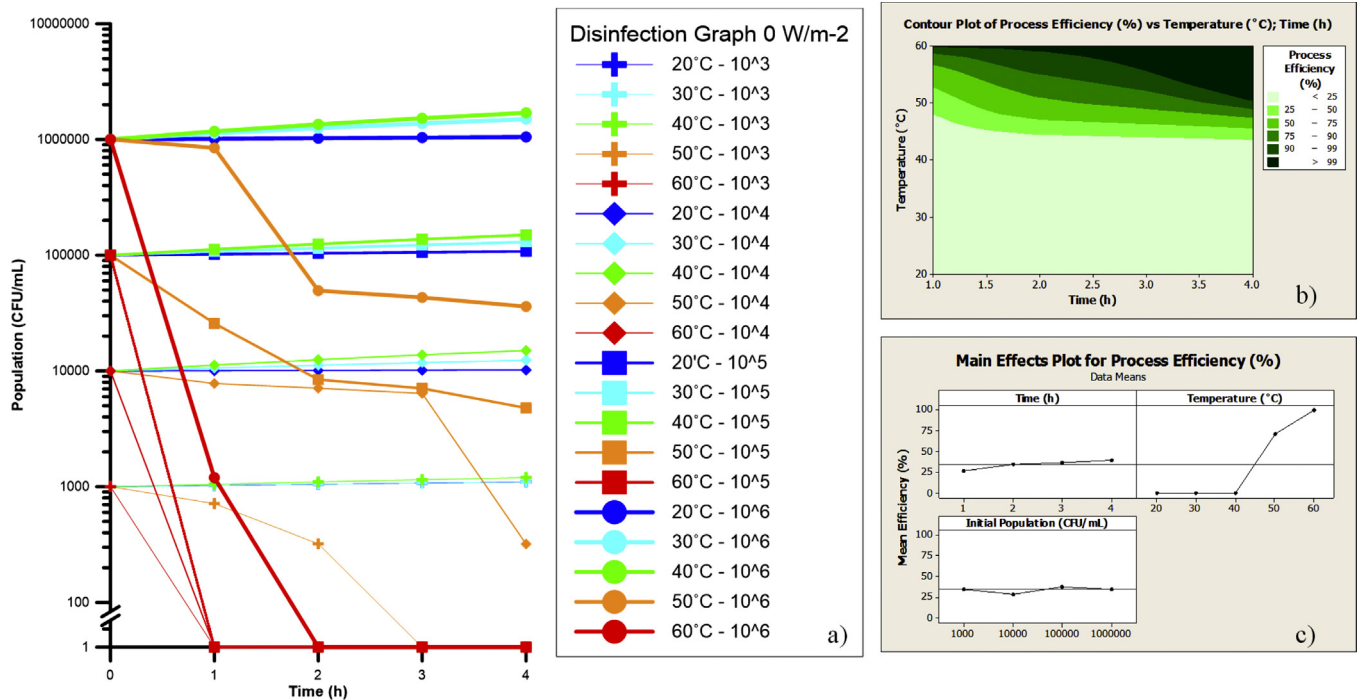 10000000
1000000
100000
10000
1000
100
1
Population (CFU/mL)
0 1 2 3 4
Time (h)
Disinfection Graph 0 W/m-2
20°C - 10^3
30°C - 10^3
40°C - 10^3
50°C - 10^3
60°C - 10^3
20°C - 10^4
30°C - 10^4
40°C - 10^4
50°C - 10^4
60°C - 10^4
20'C - 10^5
30°C - 10^5
40°C - 10^5
50°C - 10^5
60°C - 10^5
20°C - 10^6
30°C - 10^6
40°C - 10^6
50°C - 10^6
60°C - 10^6
a)
Contour Plot of Process Efficiency (%) vs Temperature (°C); Time (h)
60
50
40
30
20
Temperature (°C)
1.0 1.5 2.0 2.5 3.0 3.5 4.0
Time (h)
Process
Efficiency
(%)
< 25
25 – 50
50 – 75
75 – 90
90 – 99
> 99
b)
Main Effects Plot for Process Efficiency (%)
Data Means
Time (h) Temperature (°C)
100
75
50
25
0
1 2 3 4 20 30 40 50 60
Mean Efficiency (%)
Initial Population (CFU/ mL)
100
75
50
25
0
1000 10000 100000 1000000
c)